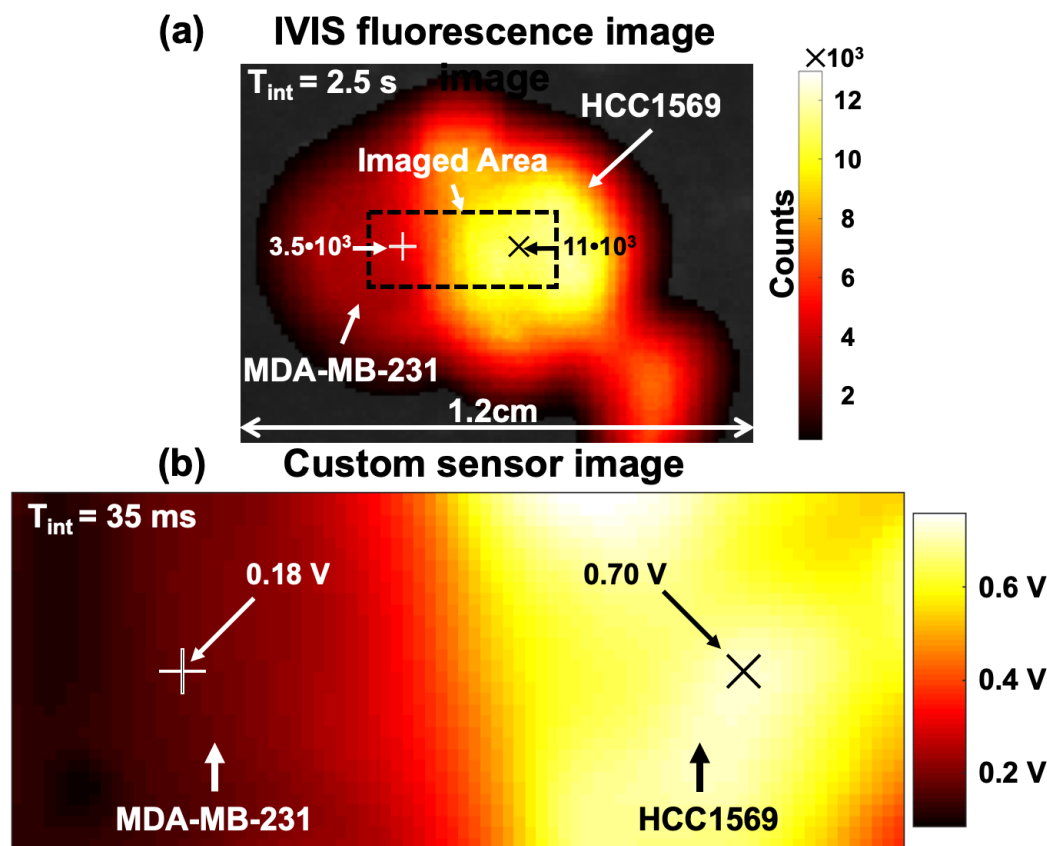 (a) IVIS fluorescence image
image
T_int = 2.5 s
×10³
HCC1569
Imaged Area
3.5•10³
11•10³
MDA-MB-231
1.2cm
12
10
8
6
4
2
Counts
(b) Custom sensor image
T_int = 35 ms
0.18 V
0.70 V
MDA-MB-231
HCC1569
0.6 V
0.4 V
0.2 V